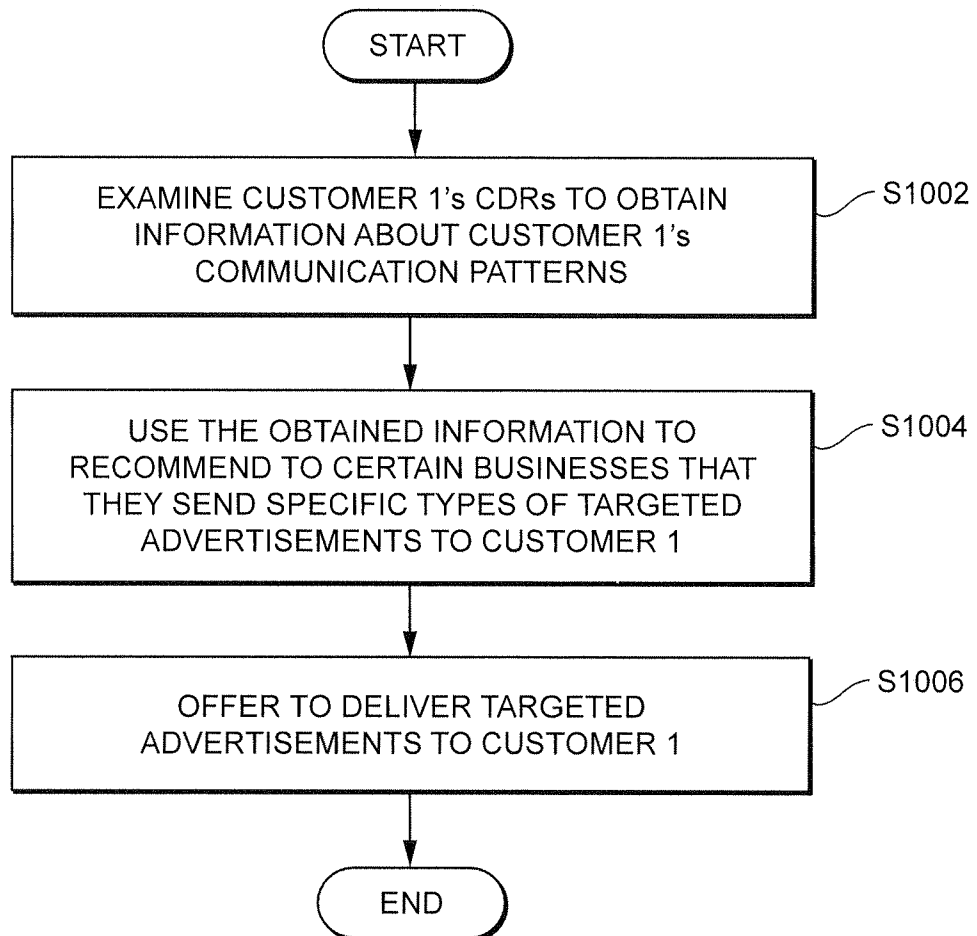 START
EXAMINE CUSTOMER 1's CDRs TO OBTAIN
INFORMATION ABOUT CUSTOMER 1's
COMMUNICATION PATTERNS
S1002
USE THE OBTAINED INFORMATION TO
RECOMMEND TO CERTAIN BUSINESSES THAT
THEY SEND SPECIFIC TYPES OF TARGETED
ADVERTISEMENTS TO CUSTOMER 1
S1004
OFFER TO DELIVER TARGETED
ADVERTISEMENTS TO CUSTOMER 1
S1006
END